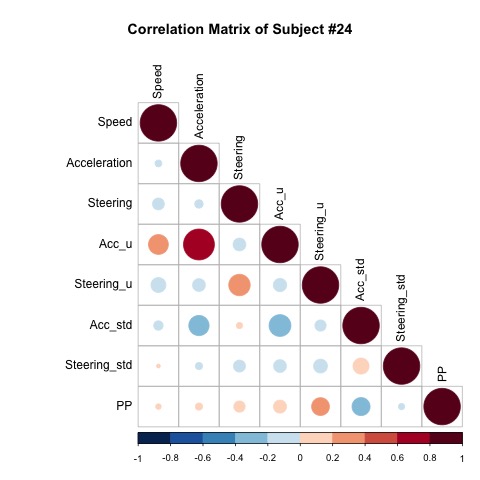 Correlation Matrix of Subject #24
Speed
Acceleration
Steering
Acc_u
Steering_u
Acc_std
Steering_std
PP
Speed
Acceleration
Steering
Acc_u
Steering_u
Acc_std
Steering_std
PP
-1 -0.8 -0.6 -0.4 -0.2 0 0.2 0.4 0.6 0.8 1